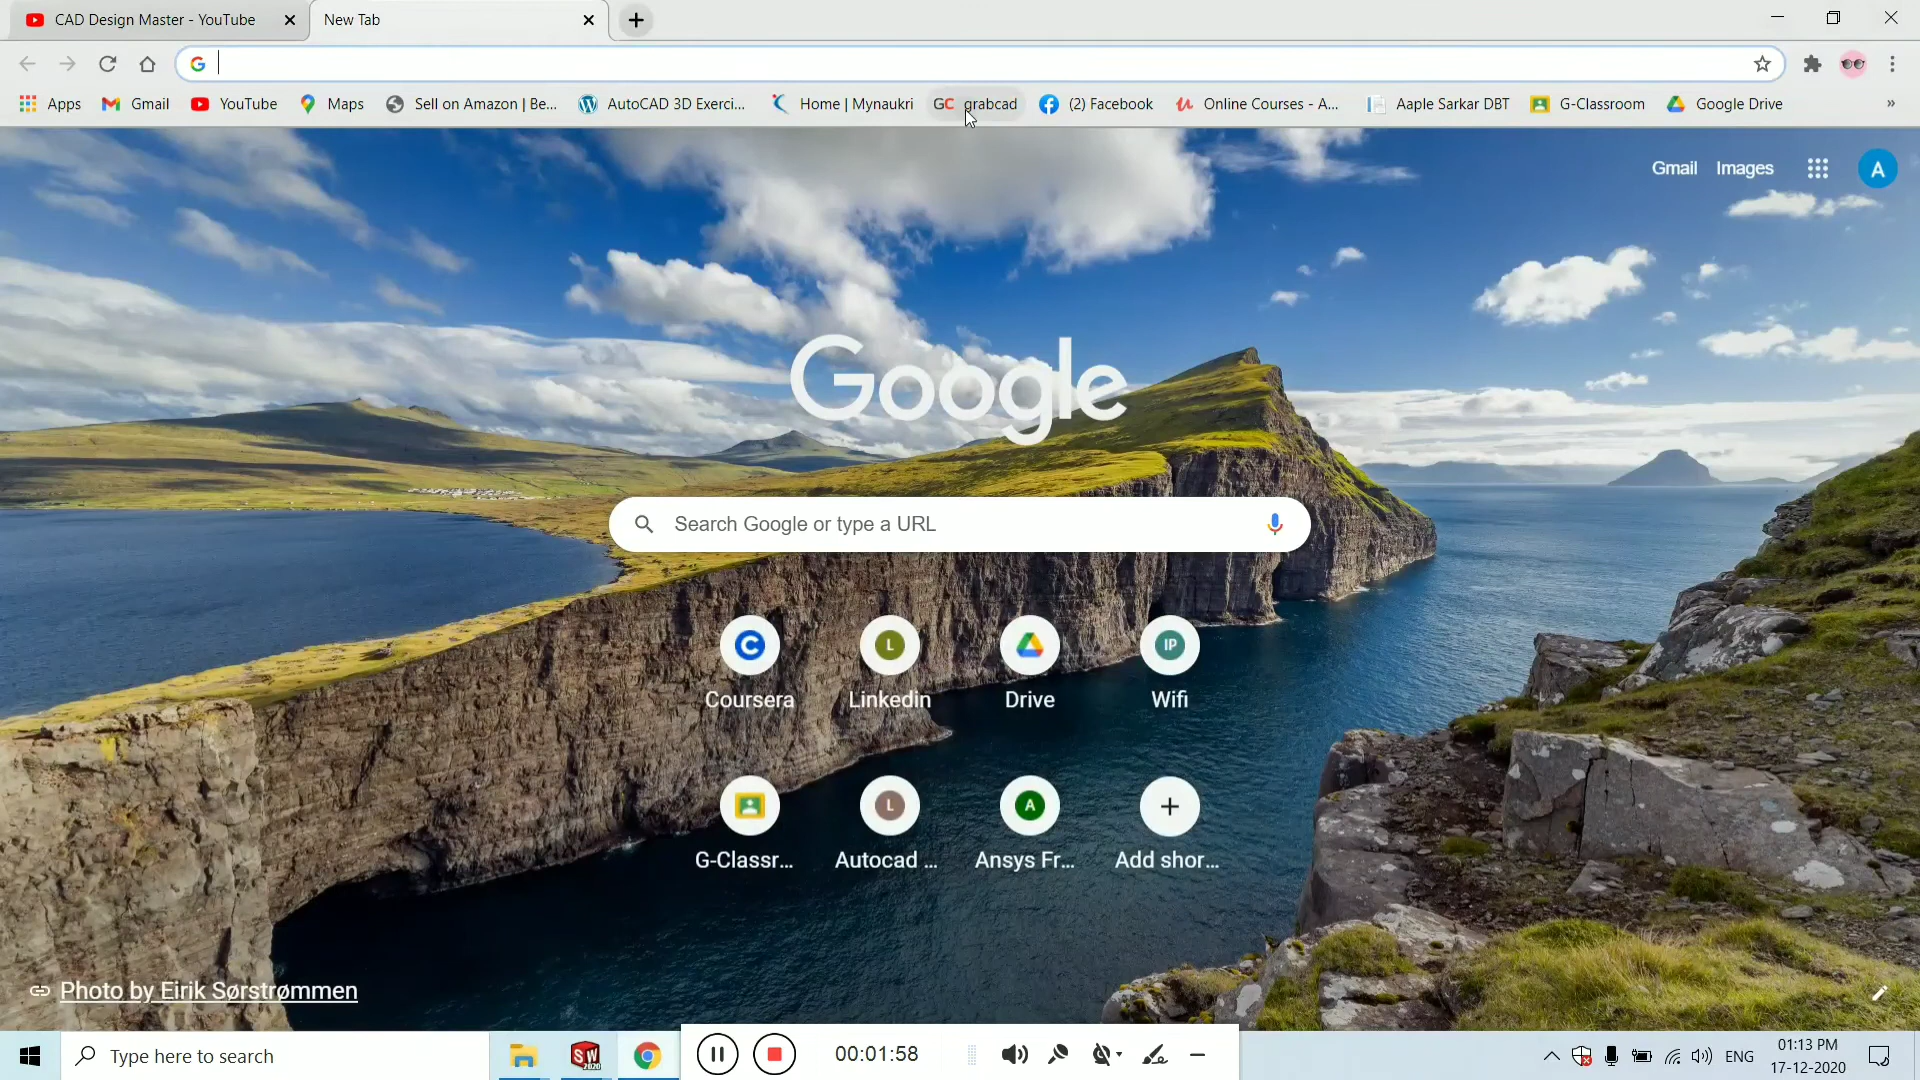 CAD Design Master - YouTube
New Tab
Apps
Gmail
YouTube
Maps
Sell on Amazon | Be...
AutoCAD 3D Exerci...
Home | Mynaukri
GC grabcad
(2) Facebook
Online Courses - A...
Aaple Sarkar DBT
G-Classroom
Google Drive
»
Gmail
Images
A
Google
Search Google or type a URL
Coursera
L
Linkedin
Drive
IP
Wifi
G-Classr...
L
Autocad ...
A
Ansys Fr...
Add shor...
Photo by Eirik Sørstrømmen
Type here to search
SW
2020
00:01:58
ENG
01:13 PM
17-12-2020